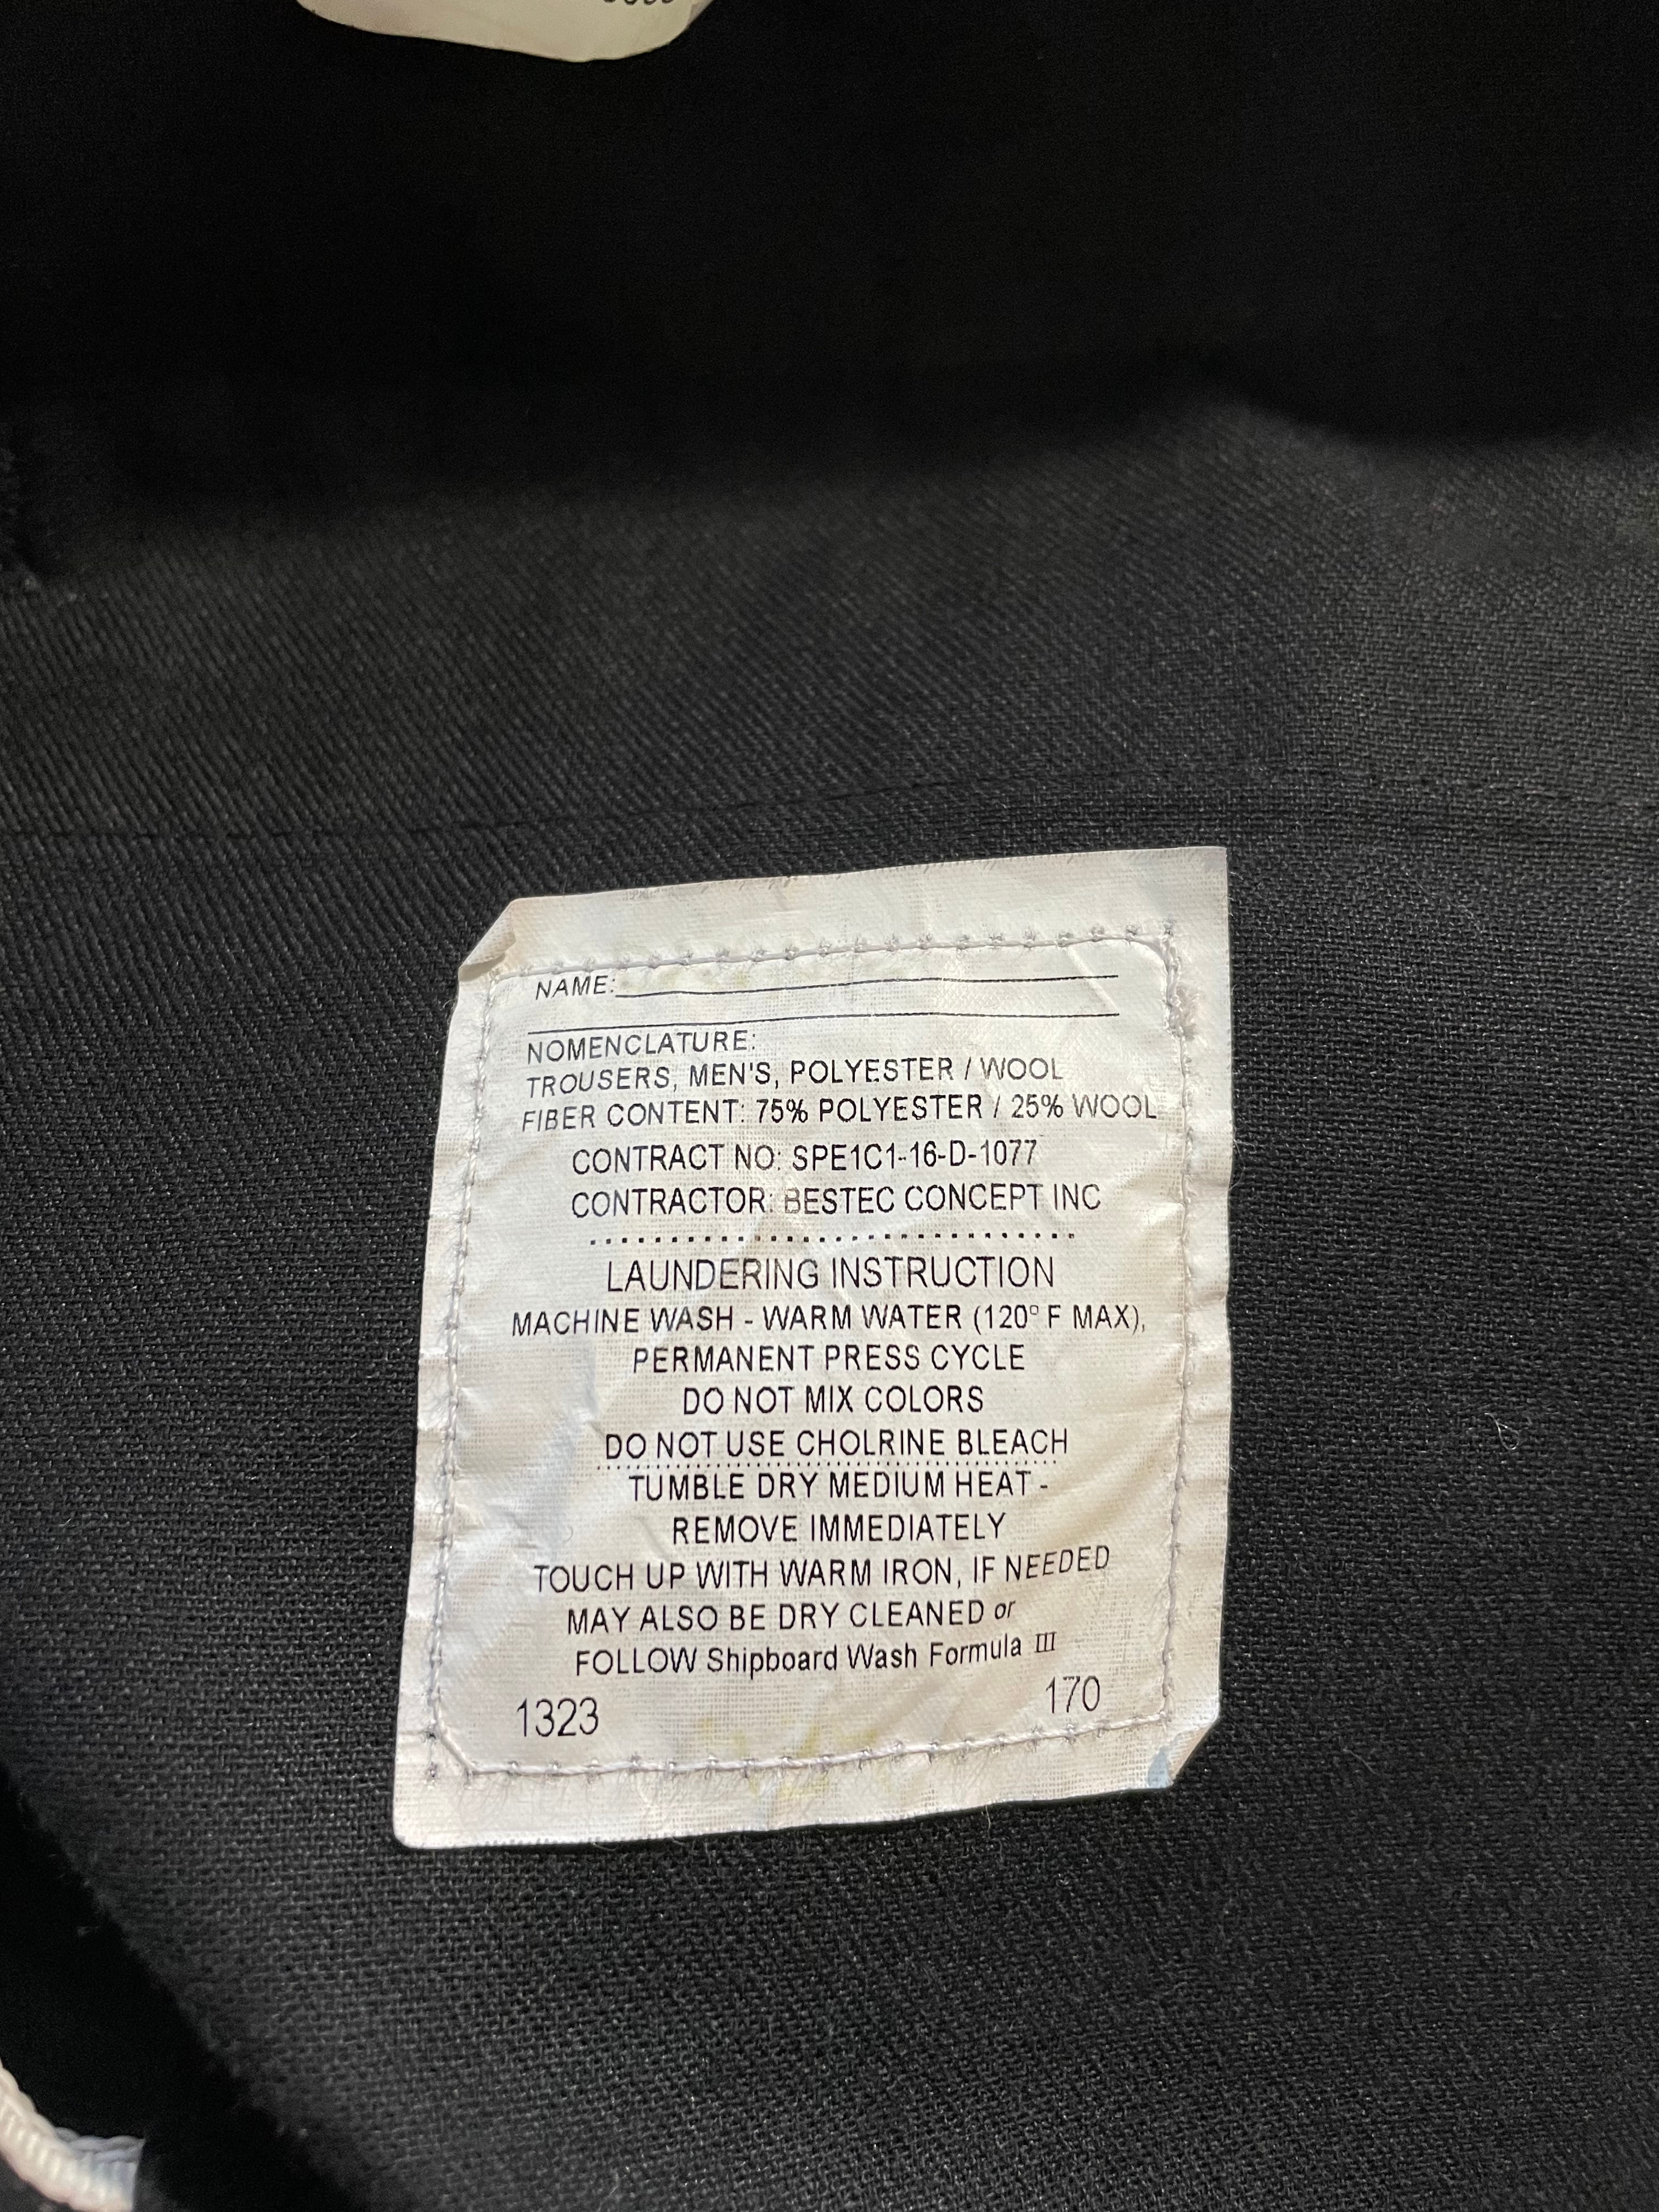 NAME:
NOMENCLATURE:
TROUSERS, MEN'S, POLYESTER / WOOL
FIBER CONTENT: 75% POLYESTER / 25% WOOL
CONTRACT NO: SPE1C1-16-D-1077
CONTRACTOR: BESTEC CONCEPT INC
LAUNDERING INSTRUCTION
MACHINE WASH - WARM WATER (120° F MAX),
PERMANENT PRESS CYCLE
DO NOT MIX COLORS
DO NOT USE CHOLRINE BLEACH
TUMBLE DRY MEDIUM HEAT -
REMOVE IMMEDIATELY
TOUCH UP WITH WARM IRON, IF NEEDED
MAY ALSO BE DRY CLEANED or
FOLLOW Shipboard Wash Formula III
1323 170